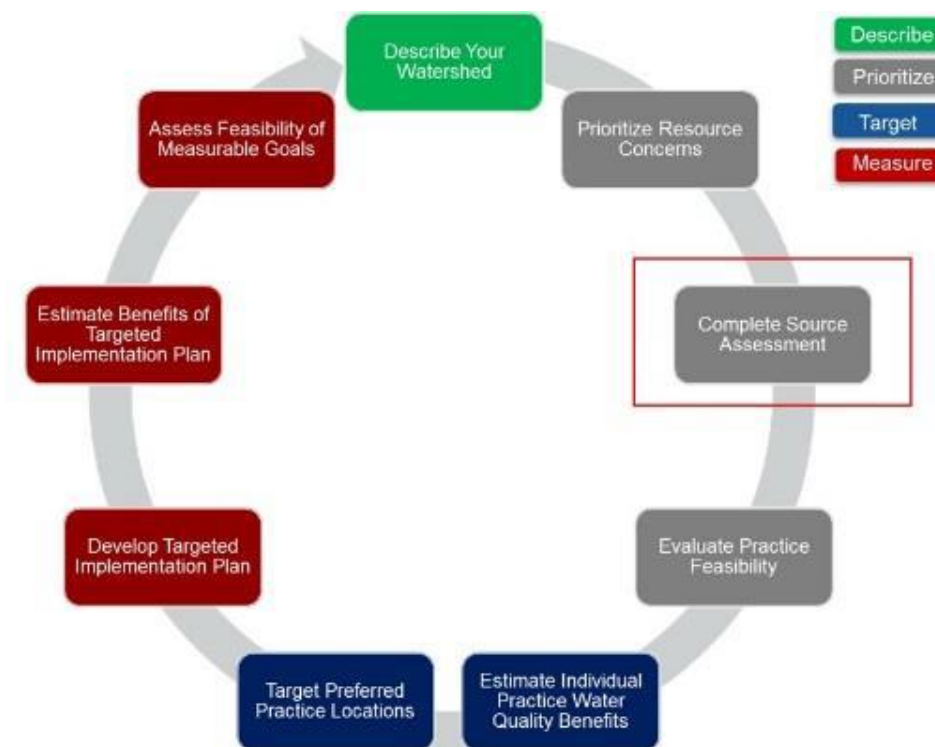 Describe Your
Watershed
Prioritize Resource
Concerns
Complete Source
Assessment
Evaluate Practice
Feasibility
Estimate Individual
Practice Water
Quality Benefits
Target Preferred
Practice Locations
Develop Targeted
Implementation Plan
Estimate Benefits of
Targeted
Implementation Plan
Assess Feasibility of
Measurable Goals
Describe
Prioritize
Target
Measure